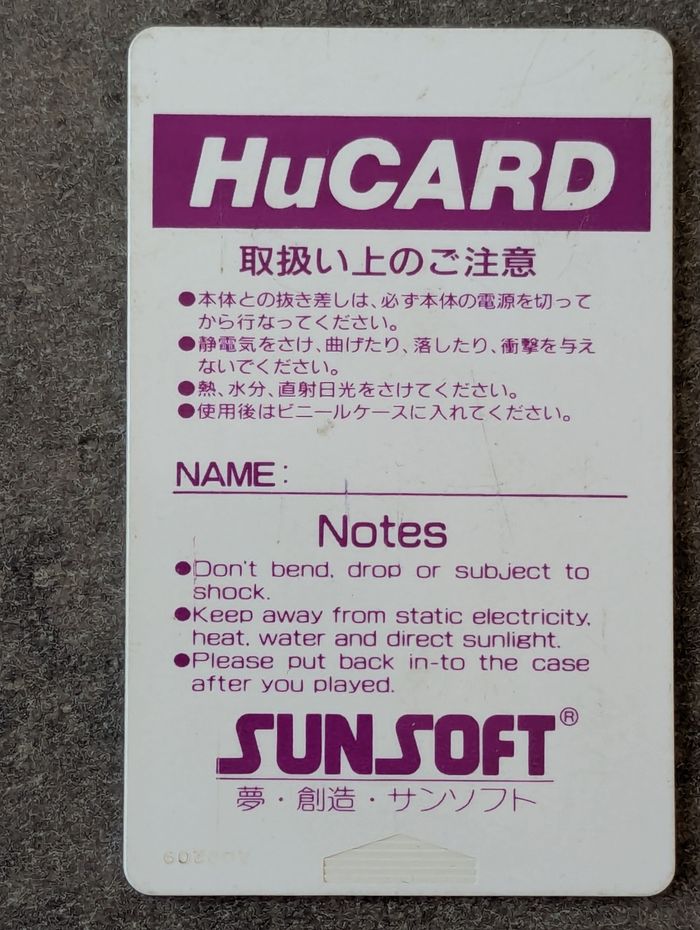 HuCARD
取扱い上のご注意
●本体との抜き差しは、必ず本体の電源を切って
から行なってください。
●静電気をさけ、曲げたり、落したり、衝撃を与え
ないでください。
●熱、水分、直射日光をさけてください。
●使用後はビニールケースに入れてください。
NAME:
Notes
●Don't bend, drop or subject to
shock.
●Keep away from static electricity,
heat, water and direct sunlight.
●Please put back in-to the case
after you played.
SUNSOFT®
夢・創造・サンソフト